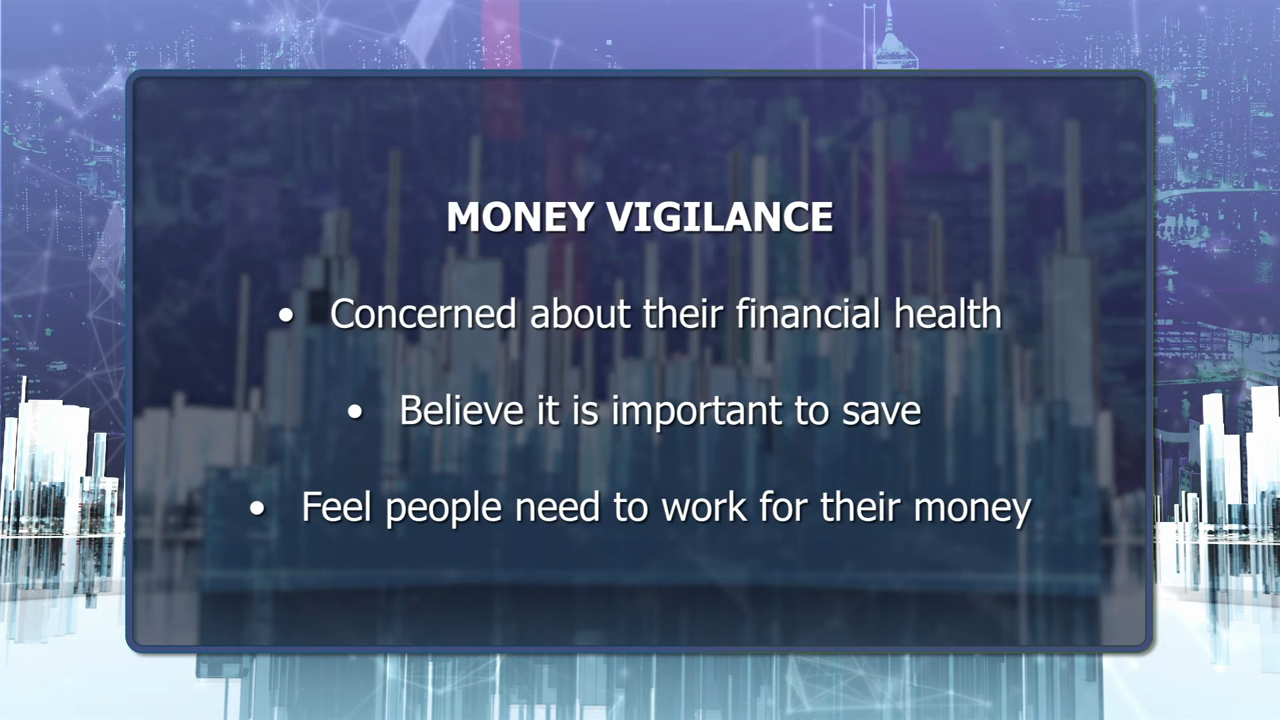 MONEY VIGILANCE
• Concerned about their financial health
• Believe it is important to save
• Feel people need to work for their money